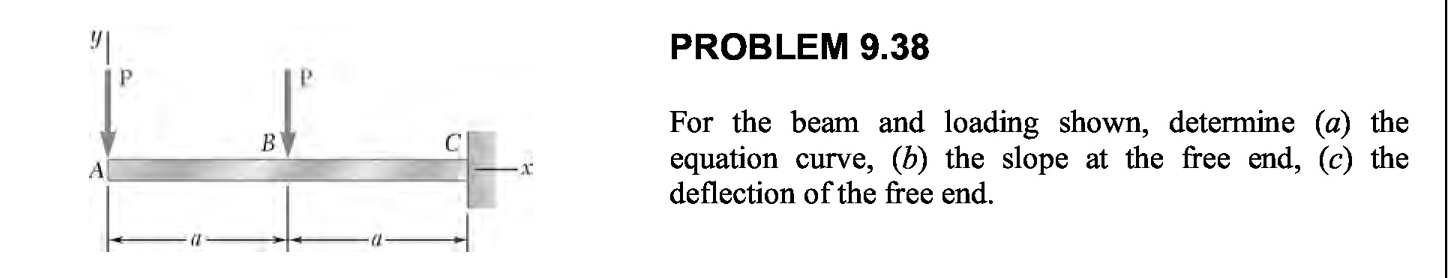 y
P
P
B
C
A
x
a
a
PROBLEM 9.38
For the beam and loading shown, determine (a) the
equation curve, (b) the slope at the free end, (c) the
deflection of the free end.